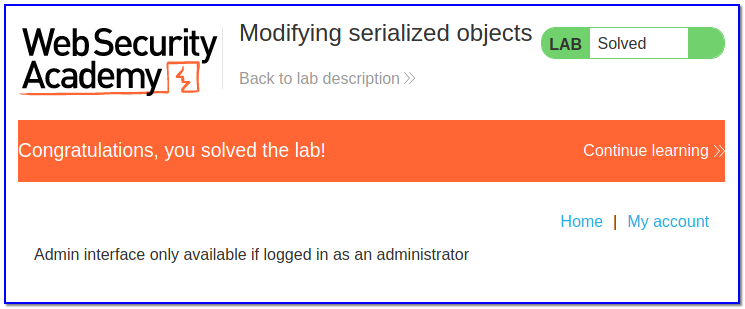 Web Security
Academy
Modifying serialized objects
LAB Solved
Back to lab description
Congratulations, you solved the lab!
Continue learning
Home | My account
Admin interface only available if logged in as an administrator